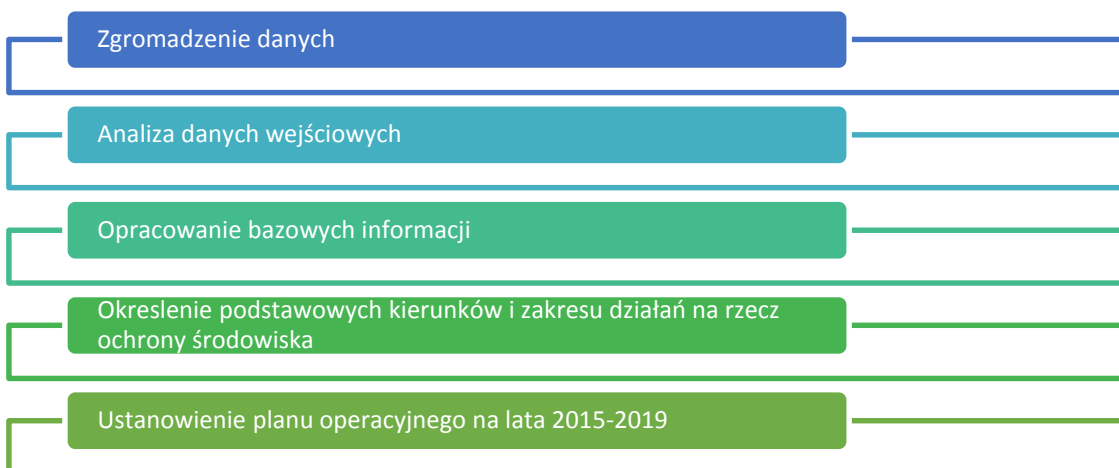 Zgromadzenie danych
Analiza danych wejściowych
Opracowanie bazowych informacji
Okreslenie podstawowych kierunków i zakresu działań na rzecz
ochrony środowiska
Ustanowienie planu operacyjnego na lata 2015-2019